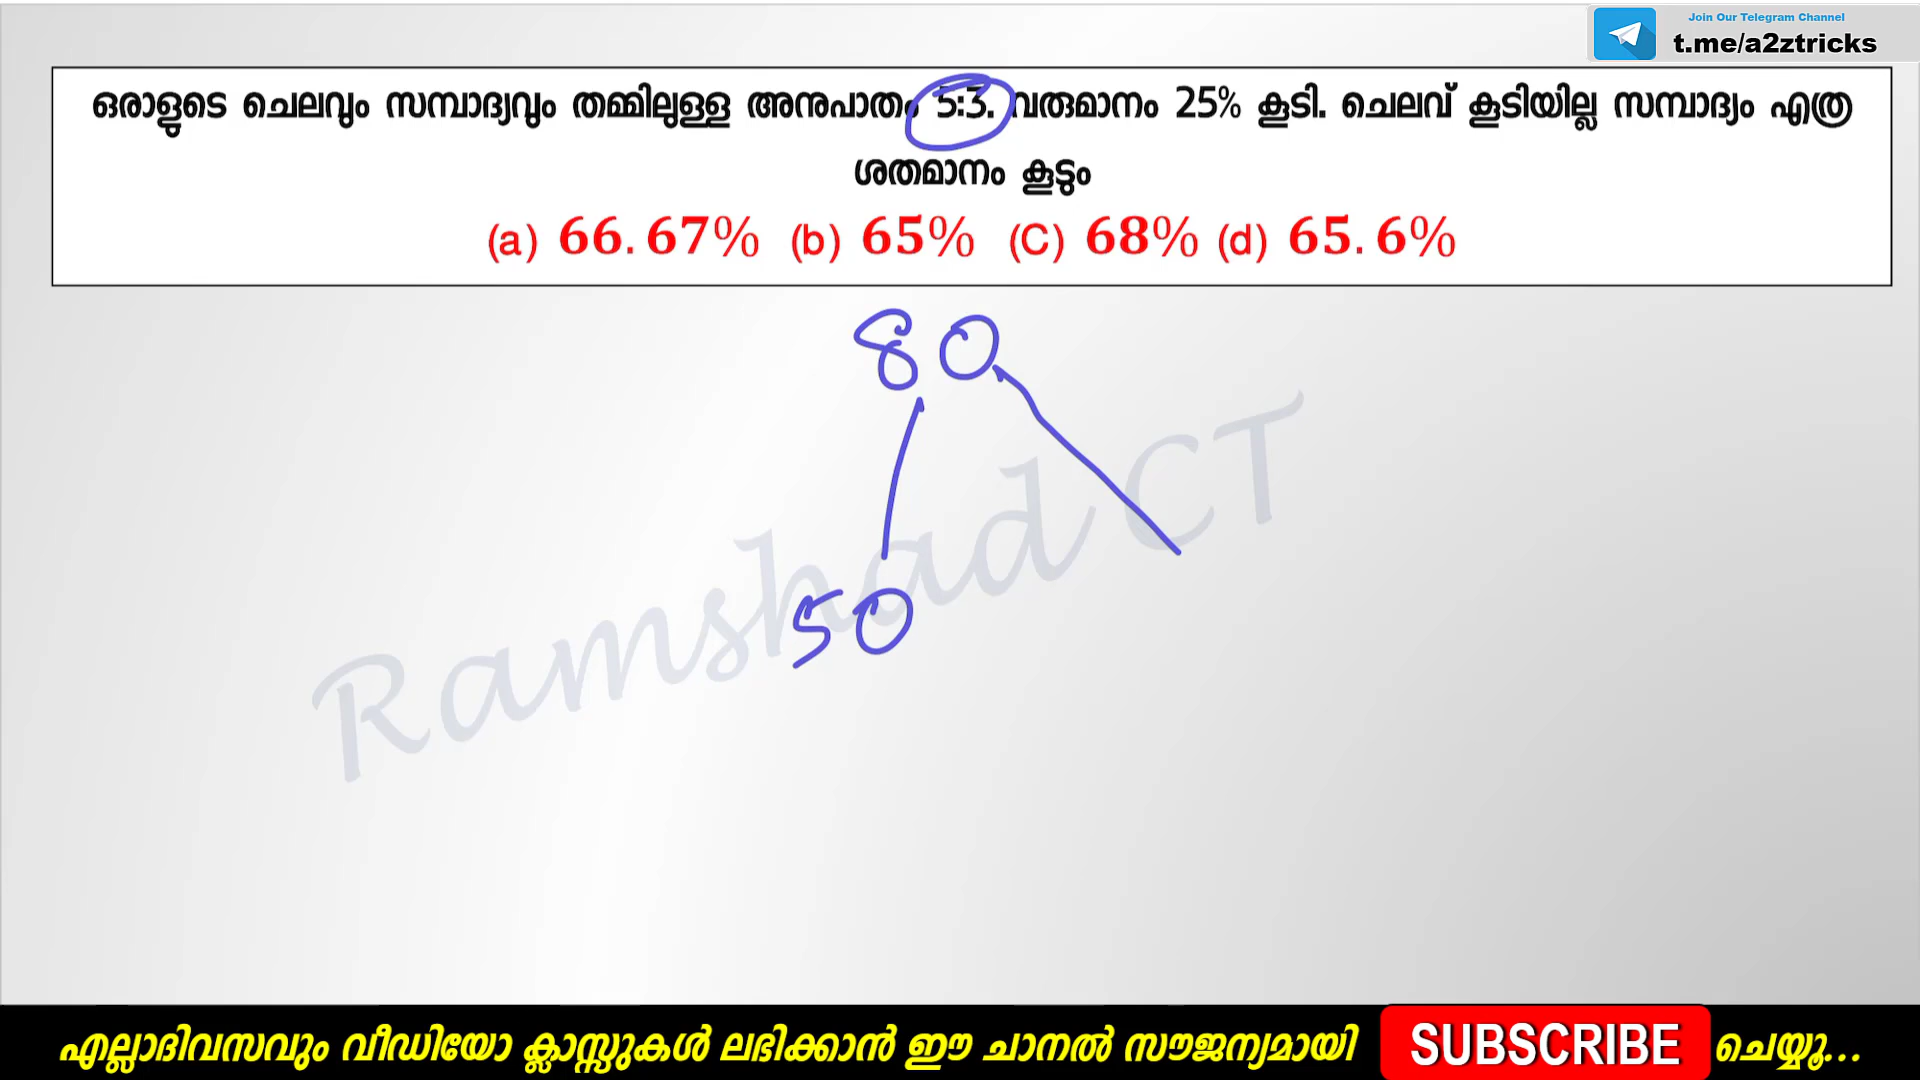 Join Our Telegram Channel
t.me/a2ztricks
ഒരാളുടെ ചെലവും സമ്പാദ്യവും തമ്മിലുള്ള അനുപാതം 5:3. വരുമാനം 25% കൂടി. ചെലവ് കൂടിയില്ല സമ്പാദ്യം എത്ര
ശതമാനം കൂടും
(a) 66.67% (b) 65% (C) 68% (d) 65.6%
80
50
Ramshad CT
എല്ലാദിവസവും വീഡിയോ ക്ലാസ്സുകൾ ലഭിക്കാൻ ഈ ചാനൽ സൗജന്യമായി SUBSCRIBE ചെയ്യൂ...